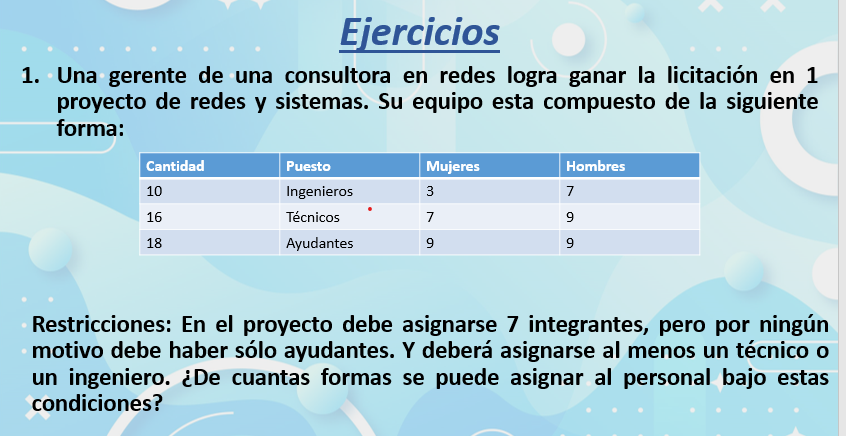 Ejercicios
1. Una gerente de una consultora en redes logra ganar la licitación en 1
proyecto de redes y sistemas. Su equipo esta compuesto de la siguiente
forma:
Cantidad Puesto Mujeres Hombres
10 Ingenieros 3 7
16 Técnicos 7 9
18 Ayudantes 9 9
Restricciones: En el proyecto debe asignarse 7 integrantes, pero por ningún
motivo debe haber sólo ayudantes. Y deberá asignarse al menos un técnico o
un ingeniero. ¿De cuantas formas se puede asignar al personal bajo estas
condiciones?